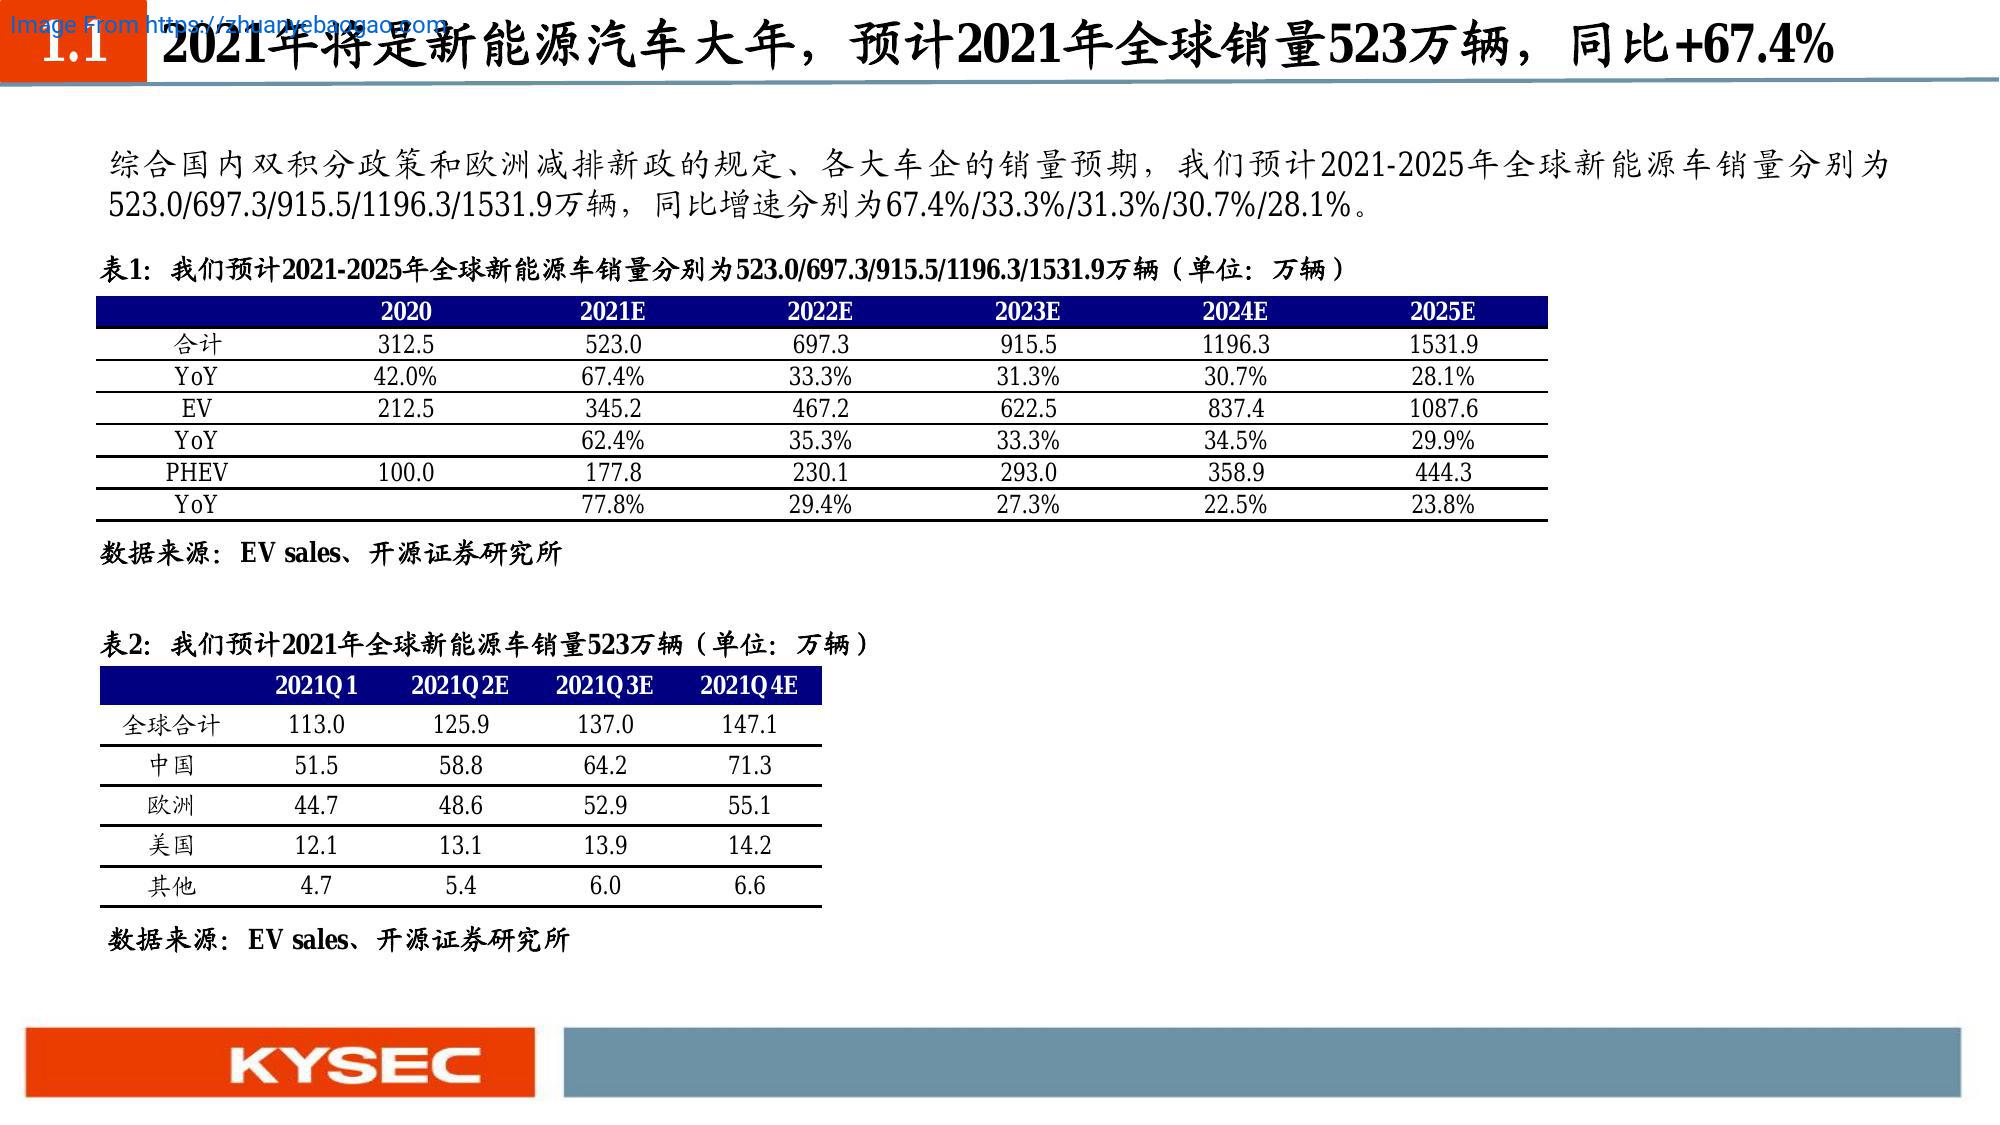 Image From https://zhuanyebaogao.com
1.1 2021年将是新能源汽车大年，预计2021年全球销量523万辆，同比+67.4%
综合国内双积分政策和欧洲减排新政的规定、各大车企的销量预期，我们预计2021-2025年全球新能源车销量分别为
523.0/697.3/915.5/1196.3/1531.9万辆，同比增速分别为67.4%/33.3%/31.3%/30.7%/28.1%。
表1：我们预计2021-2025年全球新能源车销量分别为523.0/697.3/915.5/1196.3/1531.9万辆（单位：万辆）
2020 2021E 2022E 2023E 2024E 2025E
合计 312.5 523.0 697.3 915.5 1196.3 1531.9
YoY 42.0% 67.4% 33.3% 31.3% 30.7% 28.1%
EV 212.5 345.2 467.2 622.5 837.4 1087.6
YoY 62.4% 35.3% 33.3% 34.5% 29.9%
PHEV 100.0 177.8 230.1 293.0 358.9 444.3
YoY 77.8% 29.4% 27.3% 22.5% 23.8%
数据来源：EV sales、开源证券研究所
表2：我们预计2021年全球新能源车销量523万辆（单位：万辆）
2021Q1 2021Q2E 2021Q3E 2021Q4E
全球合计 113.0 125.9 137.0 147.1
中国 51.5 58.8 64.2 71.3
欧洲 44.7 48.6 52.9 55.1
美国 12.1 13.1 13.9 14.2
其他 4.7 5.4 6.0 6.6
数据来源：EV sales、开源证券研究所
KYSEC